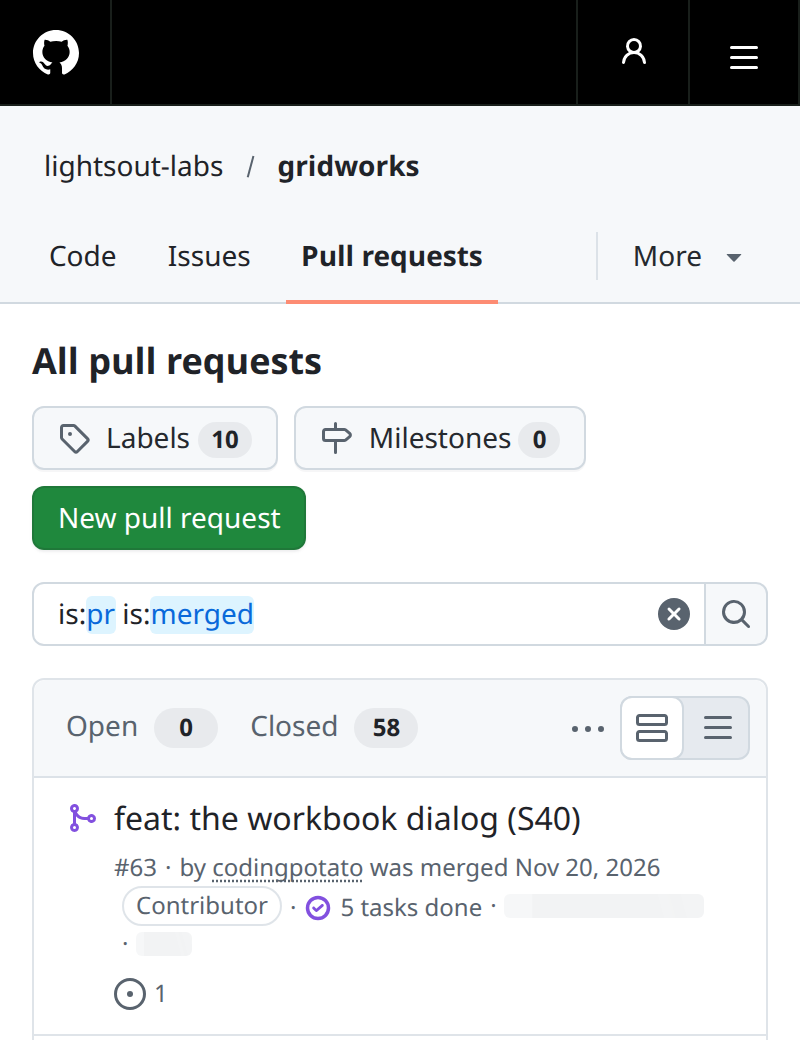 lightsout-labs / gridworks
Code Issues Pull requests More
All pull requests
Labels 10 Milestones 0
New pull request
is:pr is:merged
Open 0 Closed 58
feat: the workbook dialog (S40)
#63 · by codingpotato was merged Nov 20, 2026
Contributor · 5 tasks done ·
·
1